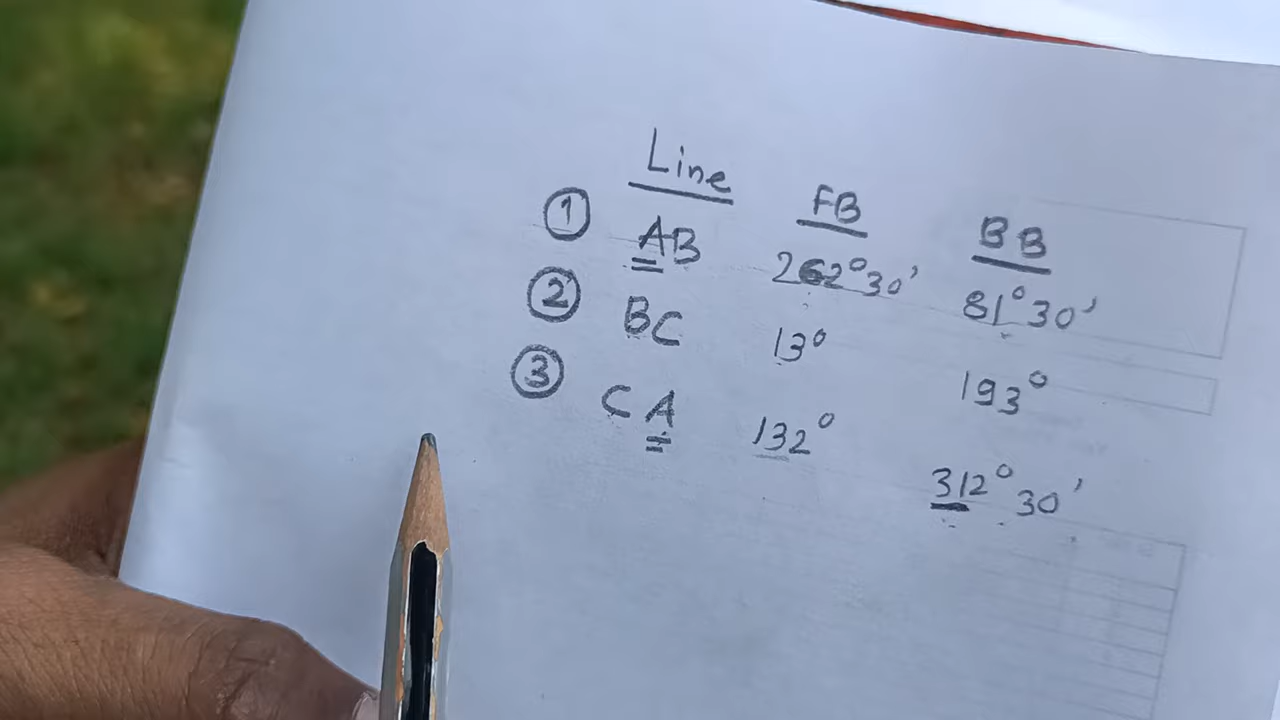 Line FB BB
① AB 262°30' 81°30'
② BC 13° 193°
③ CA 132° 312°30'